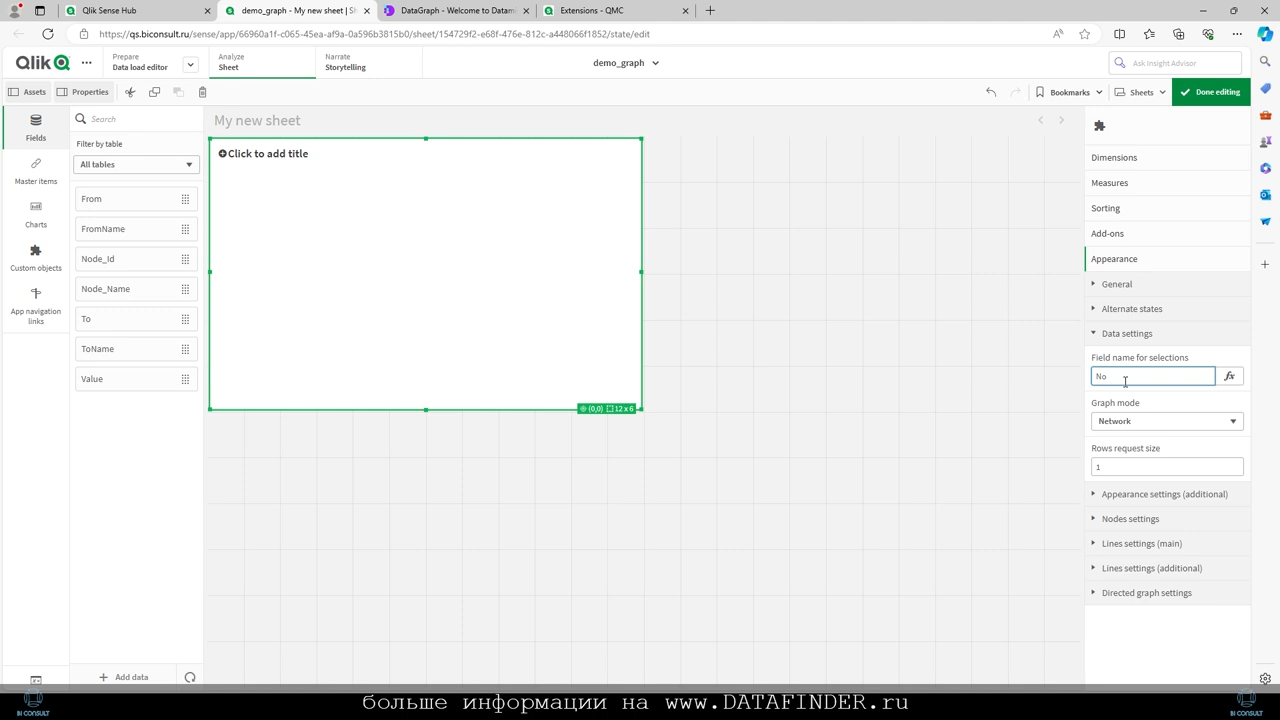 Qlik Sense Hub
demo_graph - My new sheet | Sh
DataGraph - Welcome to Datam
Extensions - QMC
https://qs.biconsult.ru/sense/app/66960a1f-c065-45ea-af9a-0a596b3815b0/sheet/154729f2-e68f-476e-812c-a448066f1852/state/edit
Qlik
Prepare
Data load editor
Analyze
Sheet
Narrate
Storytelling
demo_graph
Ask Insight Advisor
Assets
Properties
Bookmarks
Sheets
Done editing
Fields
Master items
Charts
Custom objects
App navigation
links
Search
Filter by table
All tables
From
FromName
Node_Id
Node_Name
To
ToName
Value
Add data
My new sheet
Click to add title
(0,0) 12 x 6
Dimensions
Measures
Sorting
Add-ons
Appearance
General
Alternate states
Data settings
Field name for selections
No
fx
Graph mode
Network
Rows request size
1
Appearance settings (additional)
Nodes settings
Lines settings (main)
Lines settings (additional)
Directed graph settings
BI CONSULT
больше информации на www.DATAFINDER.ru
BI CONSULT